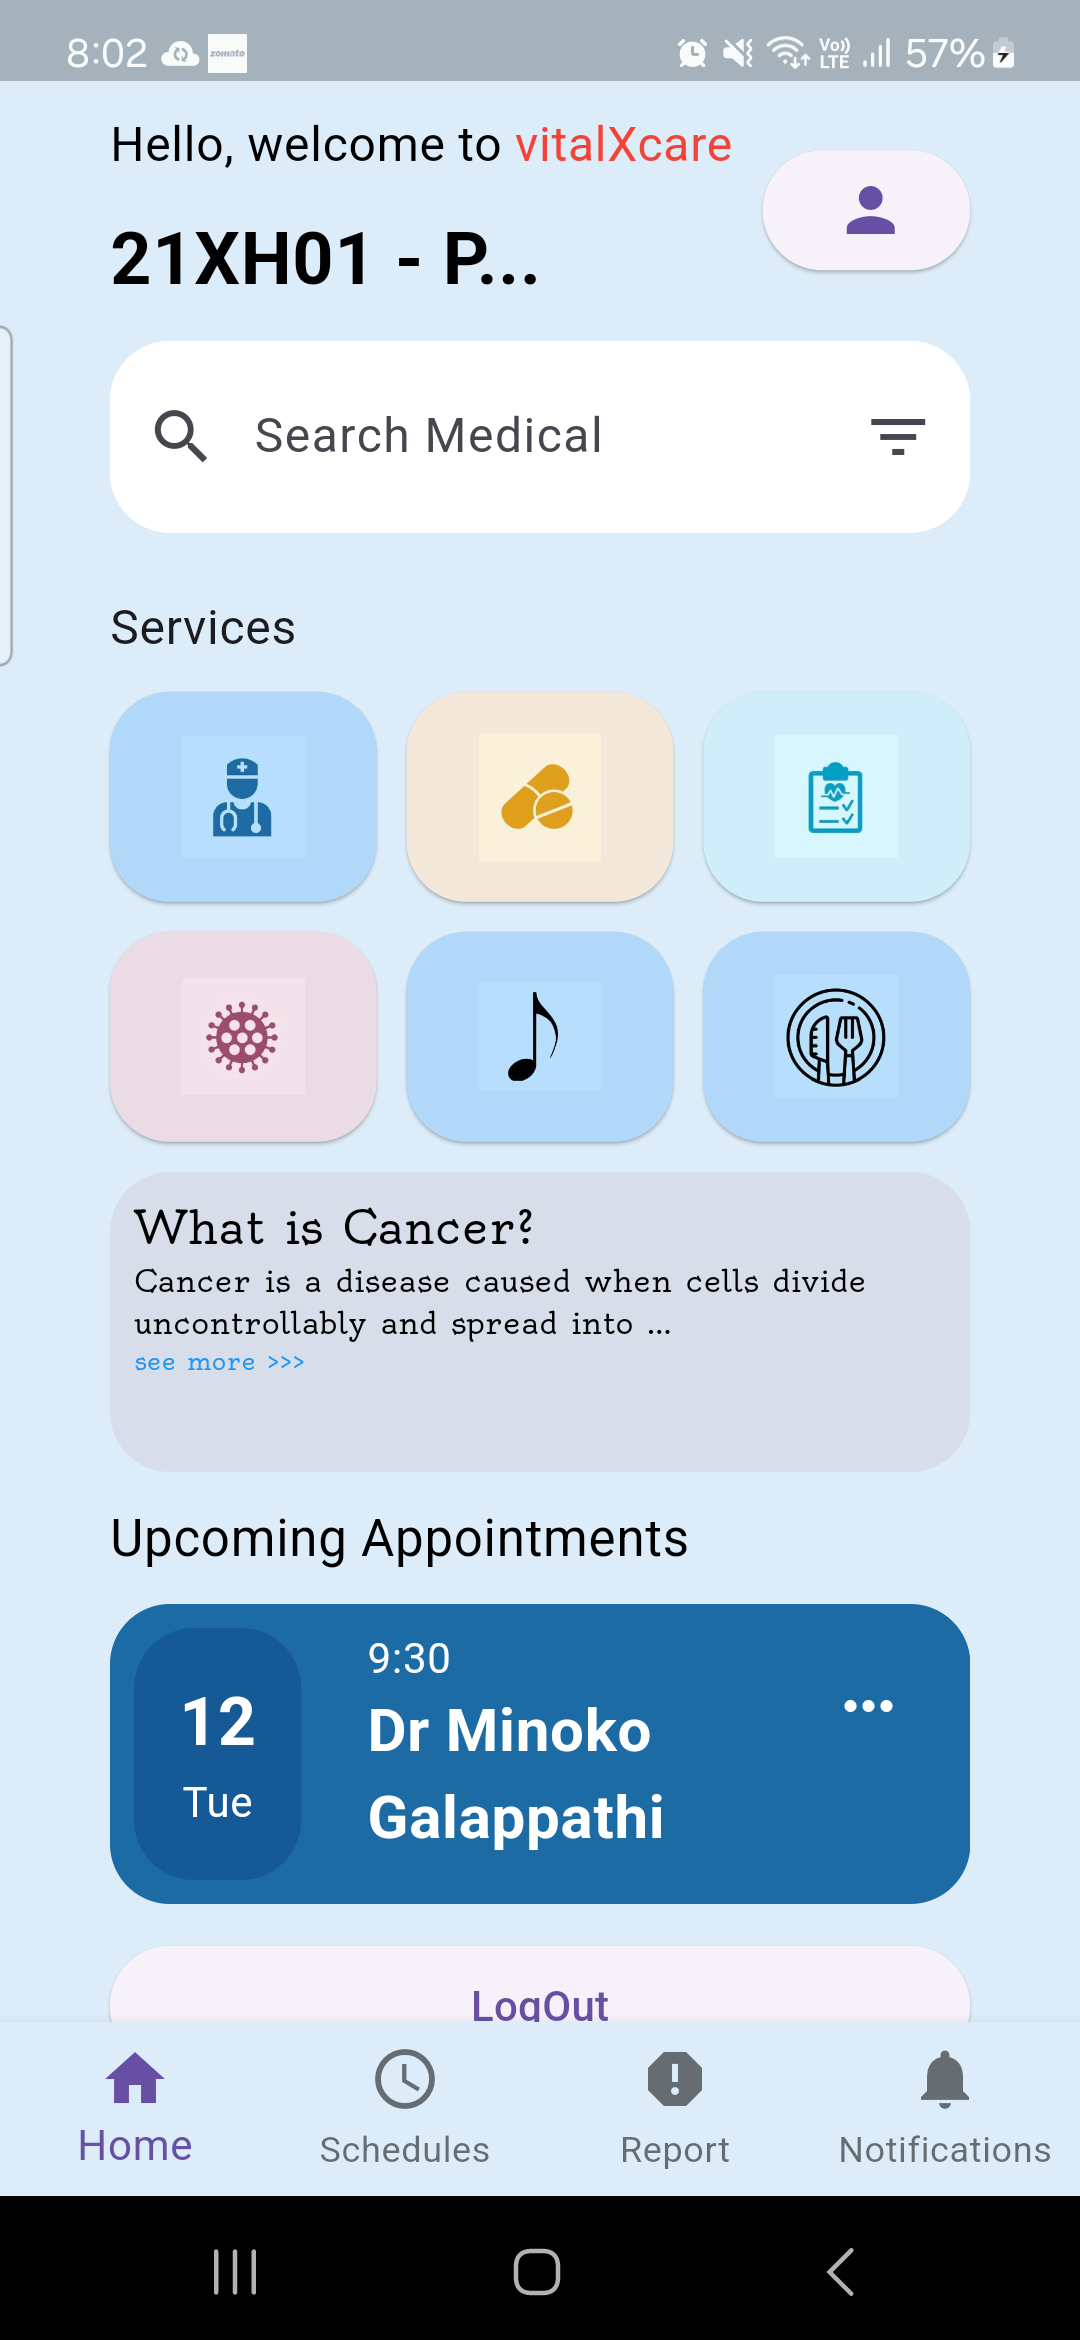 8:02 zomato Vo)) LTE 57%
Hello, welcome to vitalXcare
21XH01 - P...
Search Medical
Services
What is Cancer?
Cancer is a disease caused when cells divide
uncontrollably and spread into ...
see more >>>
Upcoming Appointments
12
Tue
9:30
Dr Minoko
Galappathi
LogOut
Home Schedules Report Notifications